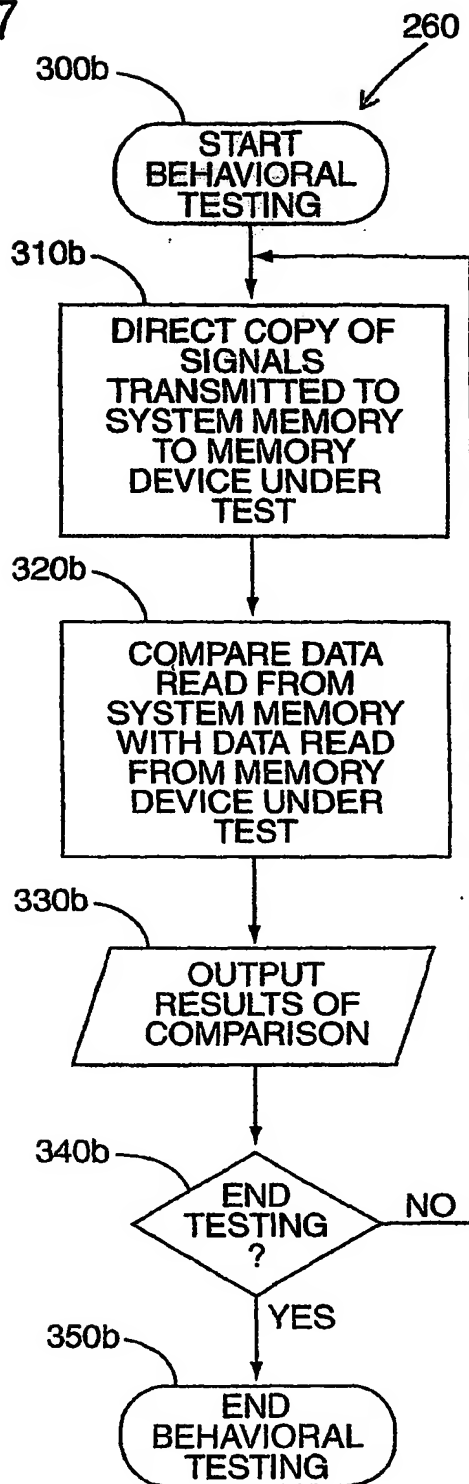 7
260
300b
START
BEHAVIORAL
TESTING
310b
DIRECT COPY OF
SIGNALS
TRANSMITTED TO
SYSTEM MEMORY
TO MEMORY
DEVICE UNDER
TEST
320b
COMPARE DATA
READ FROM
SYSTEM MEMORY
WITH DATA READ
FROM MEMORY
DEVICE UNDER
TEST
330b
OUTPUT
RESULTS OF
COMPARISON
340b
END
TESTING
?
NO
YES
350b
END
BEHAVIORAL
TESTING